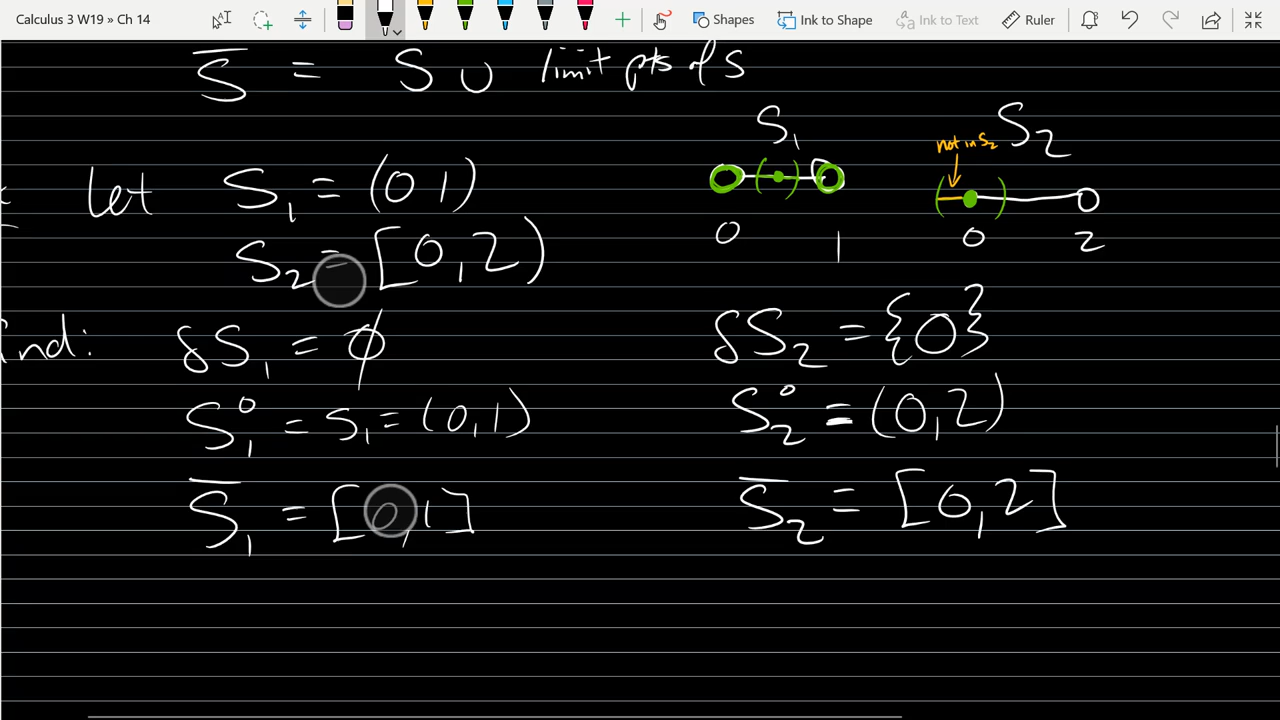 Calculus 3 W19 » Ch 14
Shapes
Ink to Shape
Ink to Text
Ruler
S̅ = S ∪ limit pts of S
let S₁ = (0 1)
S₂ = [0, 2)
S₁
0 1
S₂
not in S₂
0 2
ind: δS₁ = ϕ
δS₂ = {0}
S₁⁰ = S₁ = (0, 1)
S₂⁰ = (0, 2)
S̅₁ = [0, 1]
S̅₂ = [0, 2]